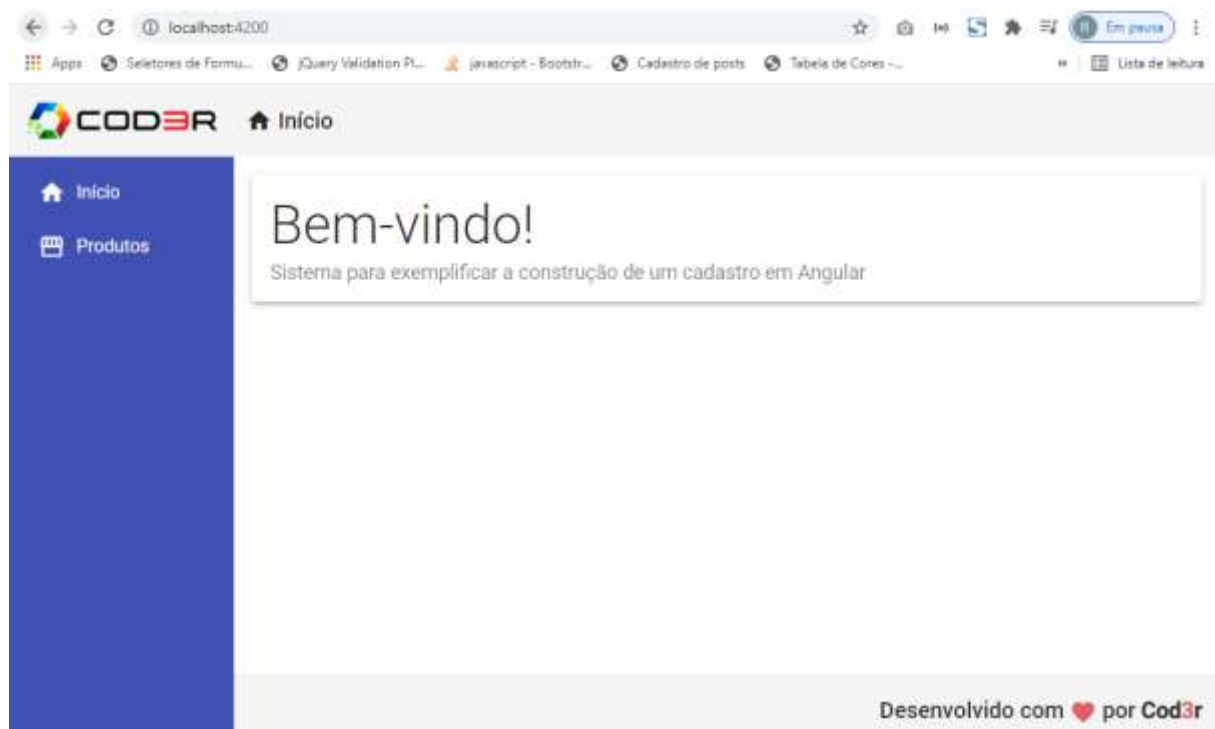 localhost:4200
Em pausa
Apps Seletores de Formu... jQuery Validation Pl... javascript - Bootstr... Cadastro de posts Tabela de Cores -... » Lista de leitura
COD3R Início
Início
Produtos
Bem-vindo!
Sistema para exemplificar a construção de um cadastro em Angular
Desenvolvido com por Cod3r